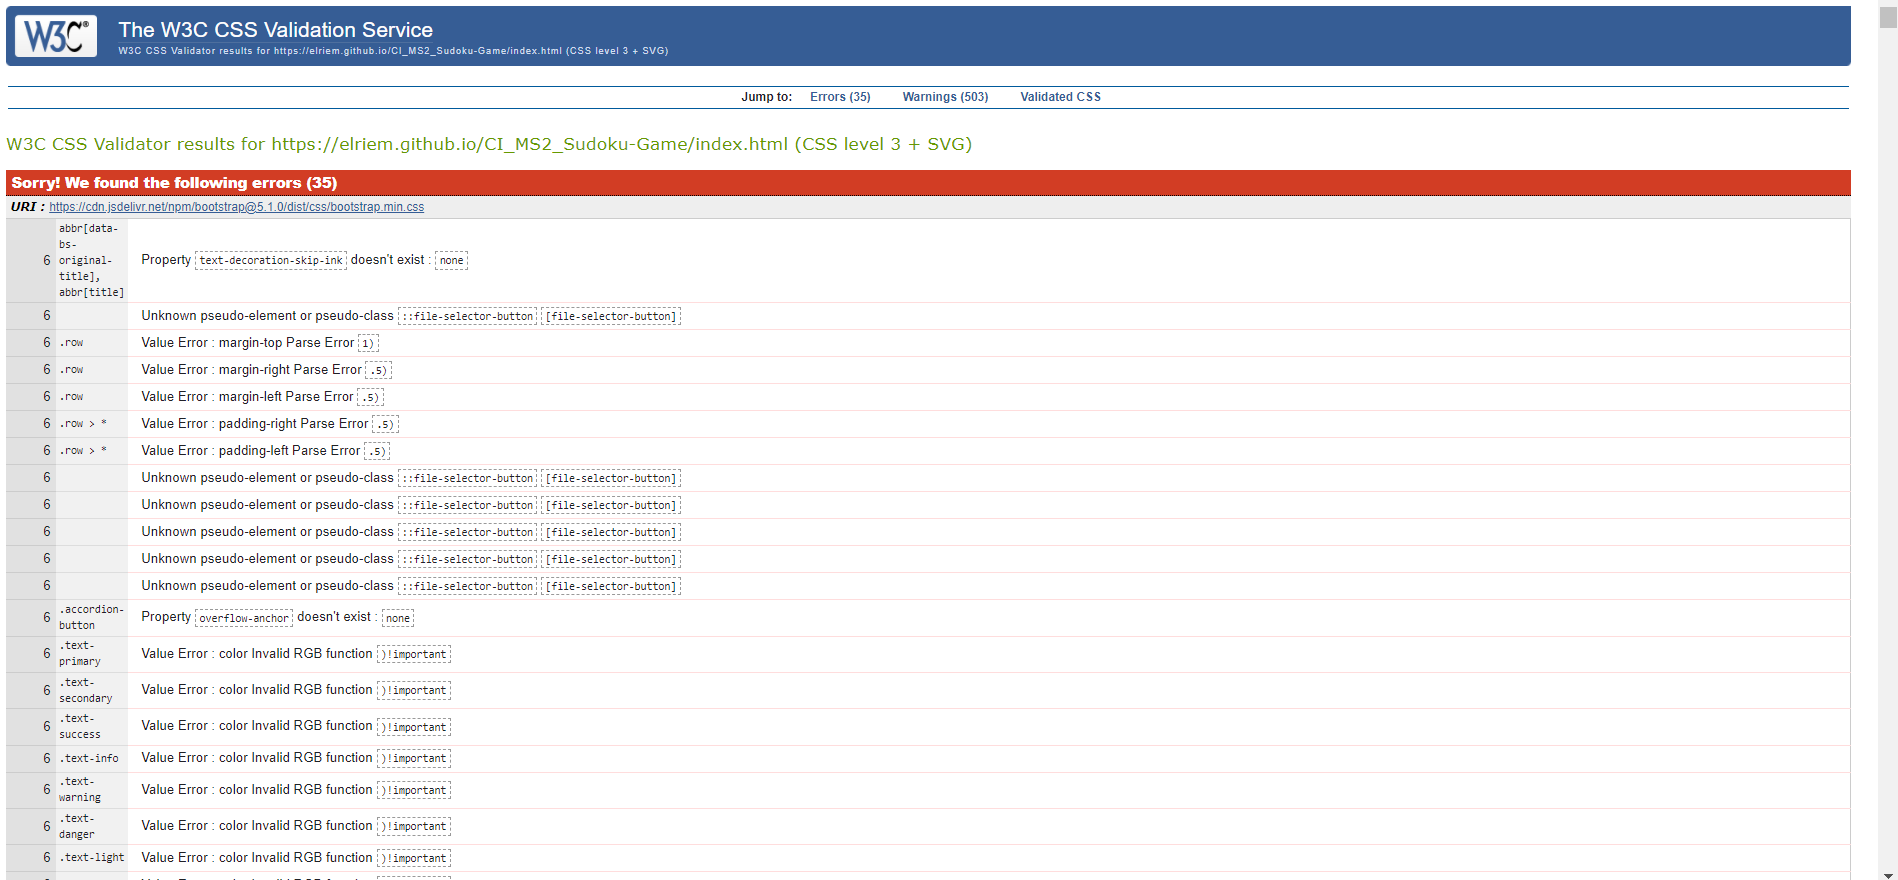 W3C®
The W3C CSS Validation Service
W3C CSS Validator results for https://elriem.github.io/CI_MS2_Sudoku-Game/index.html (CSS level 3 + SVG)
Jump to: Errors (35) Warnings (503) Validated CSS
W3C CSS Validator results for https://elriem.github.io/CI_MS2_Sudoku-Game/index.html (CSS level 3 + SVG)
Sorry! We found the following errors (35)
URI : https://cdn.jsdelivr.net/npm/bootstrap@5.1.0/dist/css/bootstrap.min.css
6 abbr[data-
bs-
original-
title],
abbr[title] Property text-decoration-skip-ink doesn't exist : none
6 Unknown pseudo-element or pseudo-class ::file-selector-button [file-selector-button]
6 .row Value Error : margin-top Parse Error 1)
6 .row Value Error : margin-right Parse Error .5)
6 .row Value Error : margin-left Parse Error .5)
6 .row > * Value Error : padding-right Parse Error .5)
6 .row > * Value Error : padding-left Parse Error .5)
6 Unknown pseudo-element or pseudo-class ::file-selector-button [file-selector-button]
6 Unknown pseudo-element or pseudo-class ::file-selector-button [file-selector-button]
6 Unknown pseudo-element or pseudo-class ::file-selector-button [file-selector-button]
6 Unknown pseudo-element or pseudo-class ::file-selector-button [file-selector-button]
6 Unknown pseudo-element or pseudo-class ::file-selector-button [file-selector-button]
6 .accordion-
button Property overflow-anchor doesn't exist : none
6 .text-
primary Value Error : color Invalid RGB function )!important
6 .text-
secondary Value Error : color Invalid RGB function )!important
6 .text-
success Value Error : color Invalid RGB function )!important
6 .text-info Value Error : color Invalid RGB function )!important
6 .text-
warning Value Error : color Invalid RGB function )!important
6 .text-
danger Value Error : color Invalid RGB function )!important
6 .text-light Value Error : color Invalid RGB function )!important